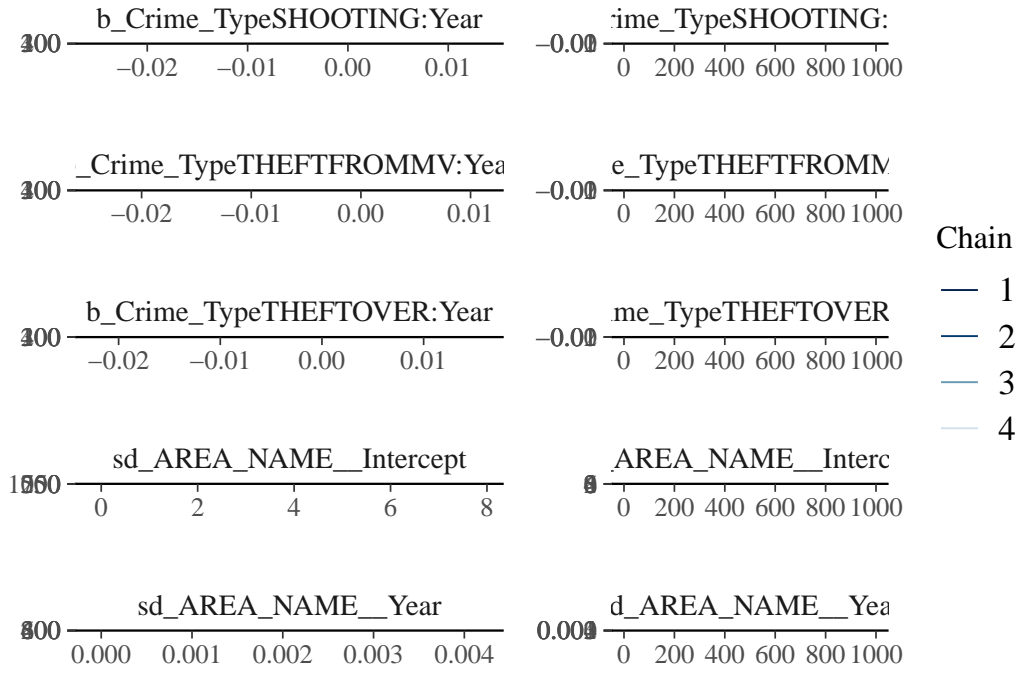 b_Crime_TypeSHOOTING:Year
rime_TypeSHOOTING:
−0.02 −0.01 0.00 0.01
0 200 400 600 800 1000
_Crime_TypeTHEFTFROMMV:Yea
e_TypeTHEFTFROMM
−0.02 −0.01 0.00 0.01
0 200 400 600 800 1000
Chain
1
2
3
4
b_Crime_TypeTHEFTOVER:Year
me_TypeTHEFTOVER
−0.02 −0.01 0.00 0.01
0 200 400 600 800 1000
sd_AREA_NAME__Intercept
_AREA_NAME__Interc
0 2 4 6 8
0 200 400 600 800 1000
sd_AREA_NAME__Year
d_AREA_NAME__Yea
0.000 0.001 0.002 0.003 0.004
0 200 400 600 800 1000